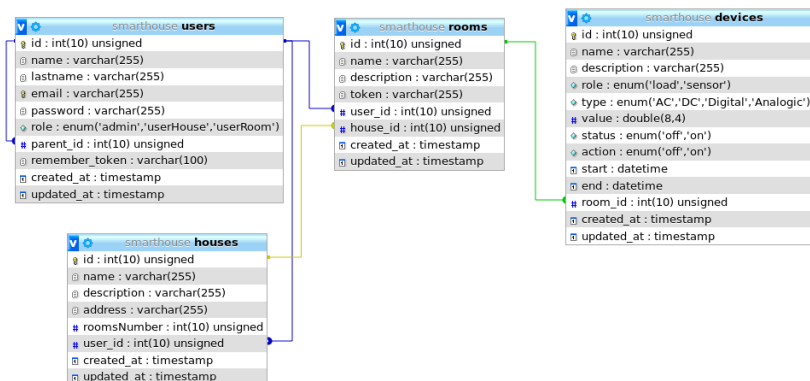 smarthouse users
id : int(10) unsigned
name : varchar(255)
lastname : varchar(255)
email : varchar(255)
password : varchar(255)
role : enum('admin','userHouse','userRoom')
parent_id : int(10) unsigned
remember_token : varchar(100)
created_at : timestamp
updated_at : timestamp
smarthouse rooms
id : int(10) unsigned
name : varchar(255)
description : varchar(255)
token : varchar(255)
user_id : int(10) unsigned
house_id : int(10) unsigned
created_at : timestamp
updated_at : timestamp
smarthouse devices
id : int(10) unsigned
name : varchar(255)
description : varchar(255)
role : enum('load','sensor')
type : enum('AC','DC','Digital','Analogic')
value : double(8,4)
status : enum('off','on')
action : enum('off','on')
start : datetime
end : datetime
room_id : int(10) unsigned
created_at : timestamp
updated_at : timestamp
smarthouse houses
id : int(10) unsigned
name : varchar(255)
description : varchar(255)
address : varchar(255)
roomsNumber : int(10) unsigned
user_id : int(10) unsigned
created_at : timestamp
updated_at : timestamp